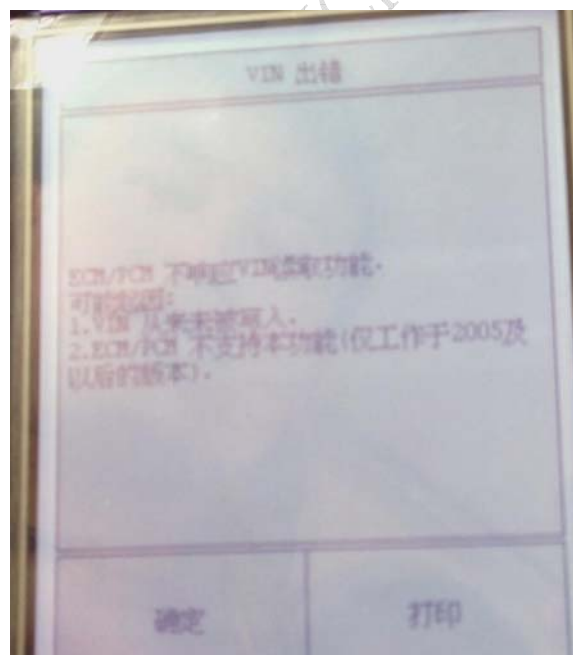 VIN 出错
ECM/PCM 不响应VIN读取功能.
可能原因:
1.VIN 从来未被写入.
2.ECM/PCM 不支持本功能(仅工作于2005及
以后的版本).
确定
打印